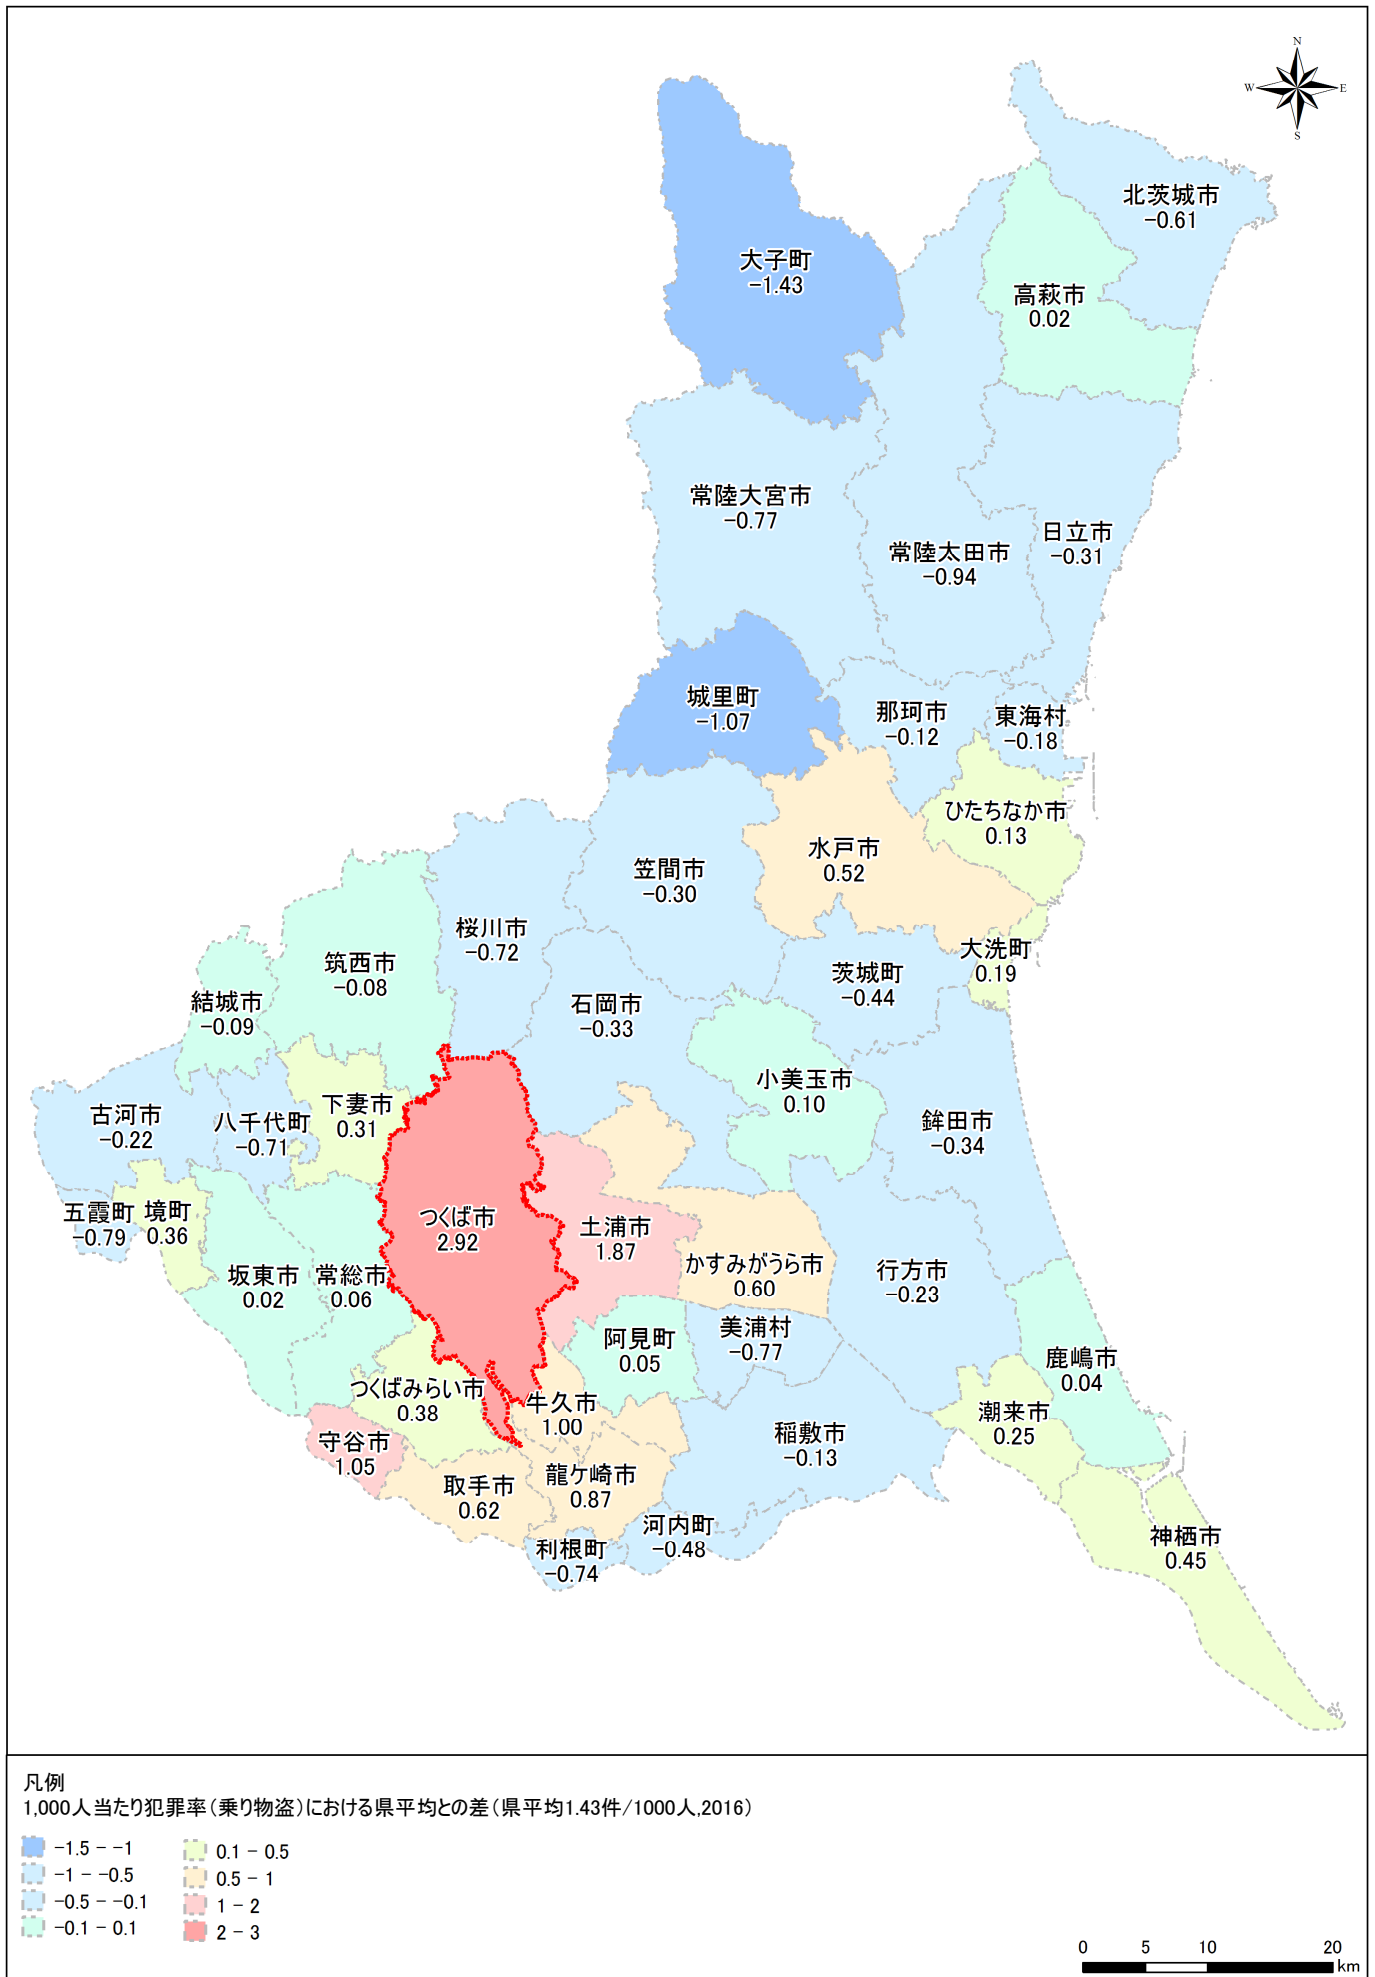 N
W
E
S
北茨城市
-0.61
大子町
-1.43
高萩市
0.02
常陸大宮市
-0.77
日立市
-0.31
常陸太田市
-0.94
城里町
-1.07
那珂市
-0.12
東海村
-0.18
ひたちなか市
0.13
水戸市
0.52
笠間市
-0.30
桜川市
-0.72
大洗町
0.19
筑西市
-0.08
茨城町
-0.44
結城市
-0.09
石岡市
-0.33
小美玉市
0.10
下妻市
0.31
古河市
-0.22
八千代町
-0.71
鉾田市
-0.34
五霞町
-0.79
境町
0.36
つくば市
2.92
土浦市
1.87
かすみがうら市
0.60
行方市
-0.23
坂東市
0.02
常総市
0.06
美浦村
-0.77
阿見町
0.05
鹿嶋市
0.04
つくばみらい市
0.38
牛久市
1.00
潮来市
0.25
守谷市
1.05
稲敷市
-0.13
取手市
0.62
龍ケ崎市
0.87
河内町
-0.48
神栖市
0.45
利根町
-0.74
凡例
1,000人当たり犯罪率（乗り物盗）における県平均との差（県平均1.43件/1000人,2016）
-1.5 - -1
-1 - -0.5
-0.5 - -0.1
-0.1 - 0.1
0.1 - 0.5
0.5 - 1
1 - 2
2 - 3
0 5 10 20
km